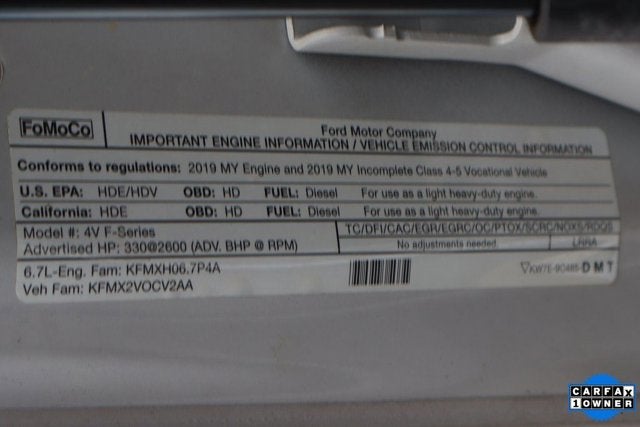 FoMoCo
Ford Motor Company
IMPORTANT ENGINE INFORMATION / VEHICLE EMISSION CONTROL INFORMATION
Conforms to regulations: 2019 MY Engine and 2019 MY Incomplete Class 4-5 Vocational Vehicle
U.S. EPA: HDE/HDV OBD: HD FUEL: Diesel For use as a light heavy-duty engine.
California: HDE OBD: HD FUEL: Diesel For use as a light heavy-duty engine.
Model #: 4V F-Series
Advertised HP: 330@2600 (ADV. BHP @ RPM)
TC/DFI/CAC/EGR/EGRC/OC/PTOX/SCRC/NOXS/RDQS
No adjustments needed. LRRA
6.7L-Eng. Fam: KFMXH06.7P4A
Veh Fam: KFMX2VOCV2AA
KW7E-9C485-DMT
CARFAX
1 OWNER